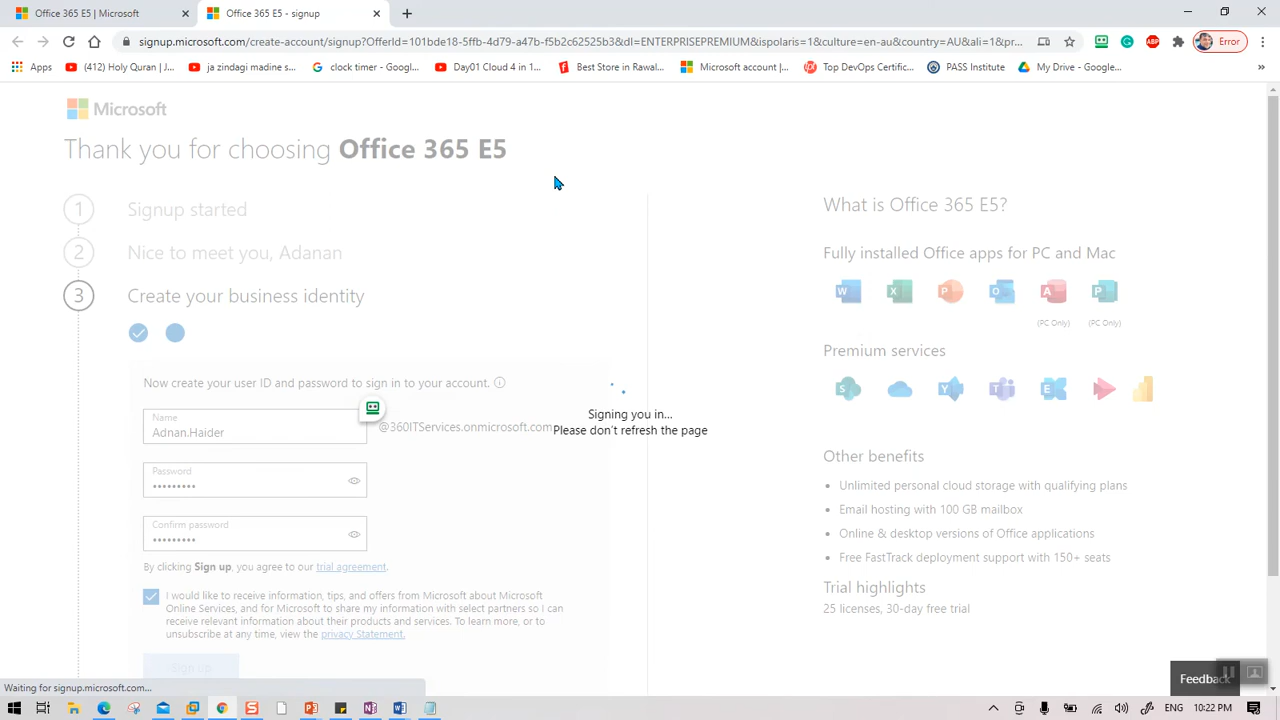 Office 365 E5 | Microsoft
Office 365 E5 - signup
signup.microsoft.com/create-account/signup?OfferId=101bde18-5ffb-4d79-a47b-f5b2c62525b3&dl=ENTERPRISEPREMIUM&ispolaris=1&culture=en-au&country=AU&ali=1&pr...
Error
Apps
(412) Holy Quran | J...
ja zindagi madine s...
clock timer - Googl...
Day01 Cloud 4 in 1...
Best Store in Rawal...
Microsoft account |...
Top DevOps Certific...
PASS Institute
My Drive - Google...
»
Microsoft
Thank you for choosing Office 365 E5
1 Signup started
2 Nice to meet you, Adanan
3 Create your business identity
Now create your user ID and password to sign in to your account.
Name
Adnan.Haider
@360ITServices.onmicrosoft.com
Password
•••••••••
Confirm password
•••••••••
By clicking Sign up, you agree to our trial agreement.
I would like to receive information, tips, and offers from Microsoft about Microsoft
Online Services, and for Microsoft to share my information with select partners so I can
receive relevant information about their products and services. To learn more, or to
unsubscribe at any time, view the privacy Statement.
Sign up
Signing you in...
Please don't refresh the page
What is Office 365 E5?
Fully installed Office apps for PC and Mac
W X P O A P
(PC Only) (PC Only)
Premium services
Other benefits
• Unlimited personal cloud storage with qualifying plans
• Email hosting with 100 GB mailbox
• Online & desktop versions of Office applications
• Free FastTrack deployment support with 150+ seats
Trial highlights
25 licenses, 30-day free trial
Feedback
Waiting for signup.microsoft.com...
ENG 10:22 PM